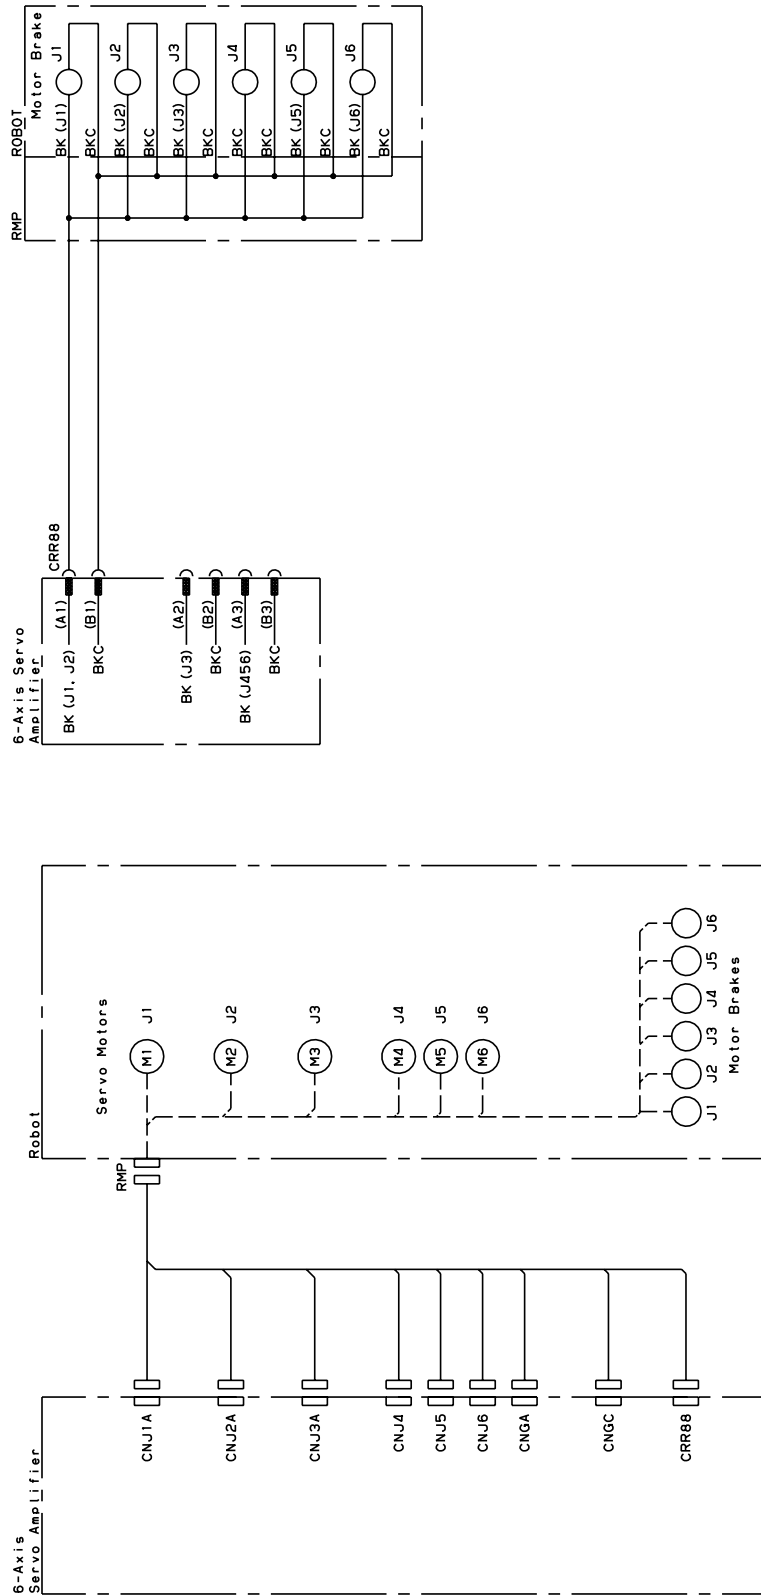 6-Axis
Servo Amplifier
CNJ1A
CNJ2A
CNJ3A
CNJ4
CNJ5
CNJ6
CNGA
CNGC
CRR88
RMP
Robot
Servo Motors
M1
J1
M2
J2
M3
J3
M4
J4
M5
J5
M6
J6
J1
J2
J3
J4
J5
J6
Motor Brakes
6-Axis Servo
Amplifier
CRR88
BK (J1, J2)
(A1)
BKC
(B1)
BK (J3)
(A2)
BKC
(B2)
BK (J456)
(A3)
BKC
(B3)
RMP
ROBOT
Motor Brake
BK (J1)
J1
BKC
BK (J2)
J2
BKC
BK (J3)
J3
BKC
BK (J4)
J4
BKC
BK (J5)
J5
BKC
BK (J6)
J6
BKC